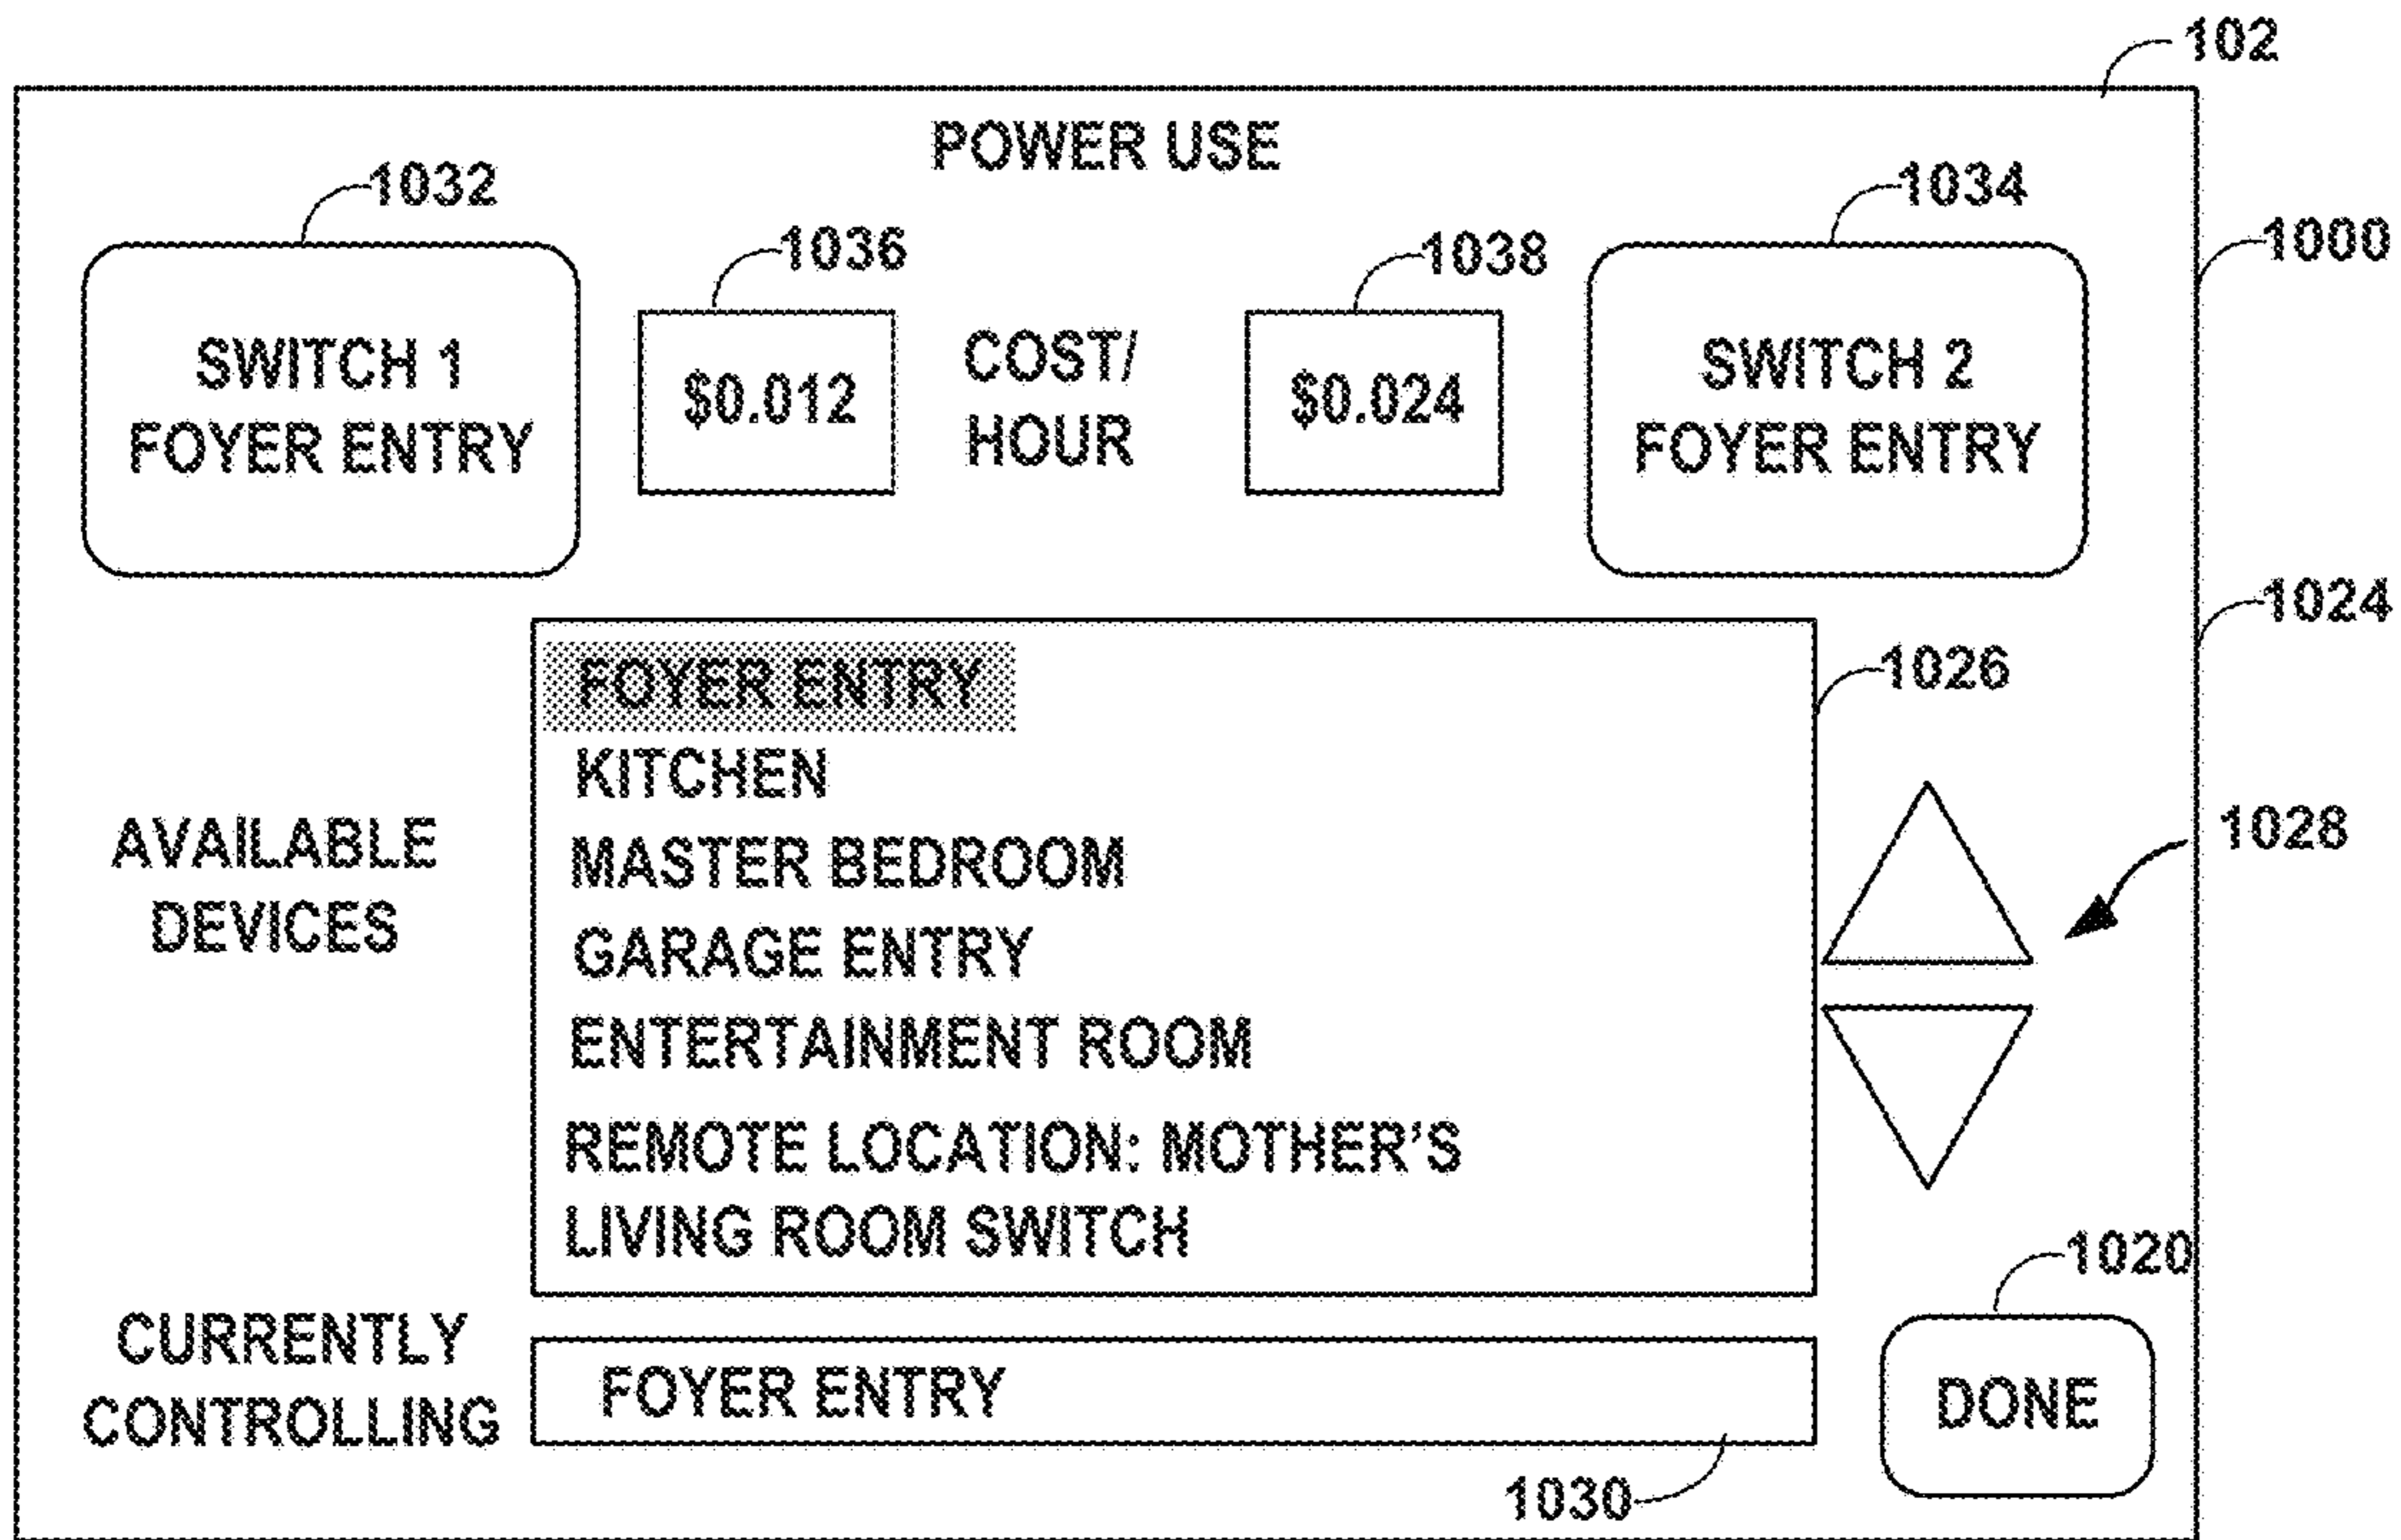 102
POWER USE
1032
1034
1036
1038
1000
SWITCH 1
FOYER ENTRY
$0.012
COST/
HOUR
$0.024
SWITCH 2
FOYER ENTRY
1024
FOYER ENTRY
1026
KITCHEN
AVAILABLE
DEVICES
MASTER BEDROOM
1028
GARAGE ENTRY
ENTERTAINMENT ROOM
REMOTE LOCATION: MOTHER'S
LIVING ROOM SWITCH
1020
CURRENTLY
CONTROLLING
FOYER ENTRY
DONE
1030